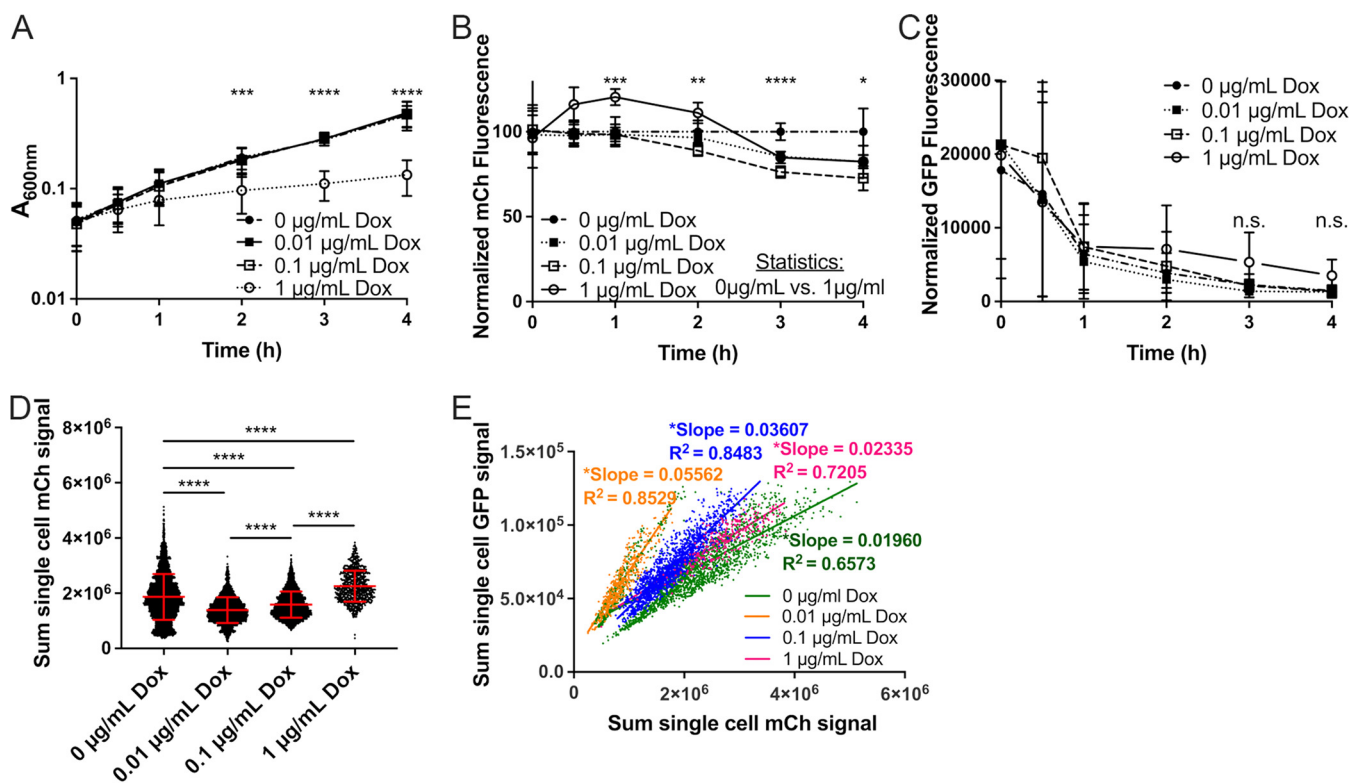 A
A600nm
1
0.1
0.01
*** **** ****
0 µg/mL Dox
0.01 µg/mL Dox
0.1 µg/mL Dox
1 µg/mL Dox
0 1 2 3 4
Time (h)
B
Normalized mCh Fluorescence
100
50
0
*** ** **** *
0 µg/mL Dox
0.01 µg/mL Dox
0.1 µg/mL Dox
1 µg/mL Dox
Statistics:
0µg/mL vs. 1µg/ml
0 1 2 3 4
Time (h)
C
Normalized GFP Fluorescence
30000
20000
10000
0
0 µg/mL Dox
0.01 µg/mL Dox
0.1 µg/mL Dox
1 µg/mL Dox
n.s. n.s.
0 1 2 3 4
Time (h)
D
Sum single cell mCh signal
8×10⁶
6×10⁶
4×10⁶
2×10⁶
0
****
****
****
**** ****
0 µg/mL Dox
0.01 µg/mL Dox
0.1 µg/mL Dox
1 µg/mL Dox
E
Sum single cell GFP signal
1.5×10⁵
1.0×10⁵
5.0×10⁴
0.0
*Slope = 0.03607
R² = 0.8483
*Slope = 0.02335
R² = 0.7205
*Slope = 0.05562
R² = 0.8529
*Slope = 0.01960
R² = 0.6573
0 µg/ml Dox
0.01 µg/mL Dox
0.1 µg/mL Dox
1 µg/mL Dox
0 2×10⁶ 4×10⁶ 6×10⁶
Sum single cell mCh signal